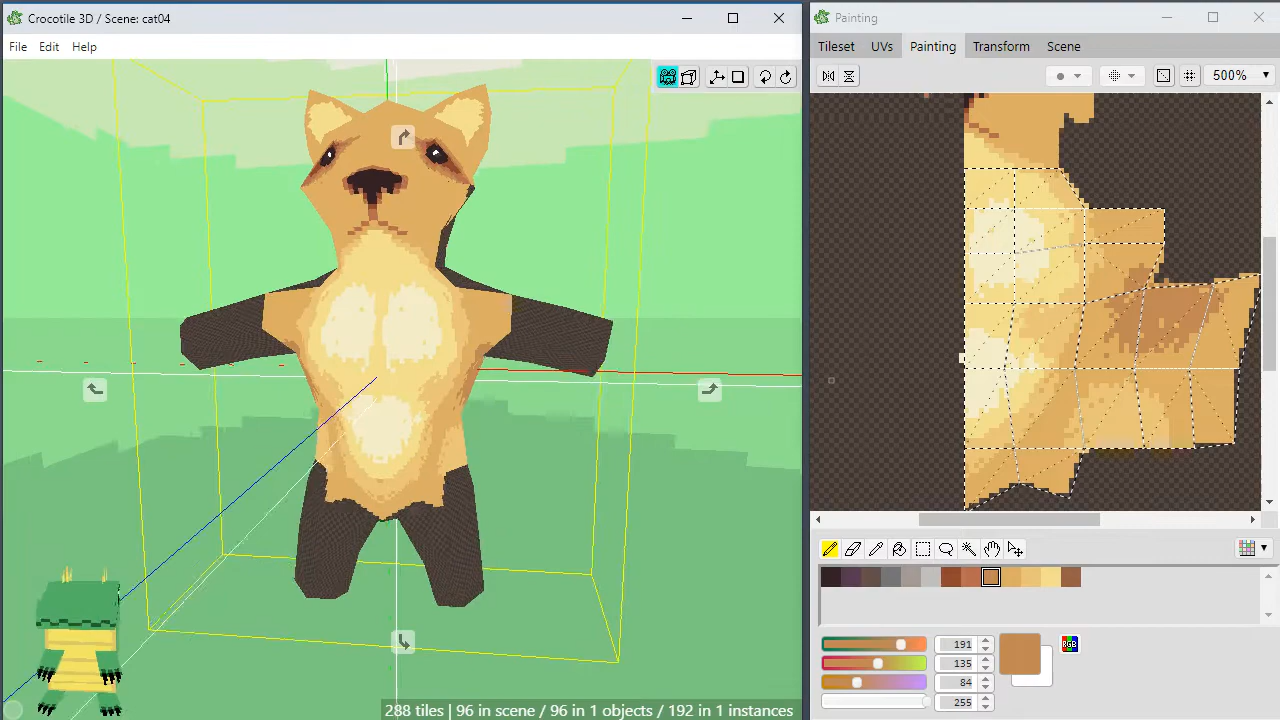 Crocotile 3D / Scene: cat04
File Edit Help
288 tiles | 96 in scene / 96 in 1 objects / 192 in 1 instances
Painting
Tileset UVs Painting Transform Scene
500%
191
135
84
255
RGB